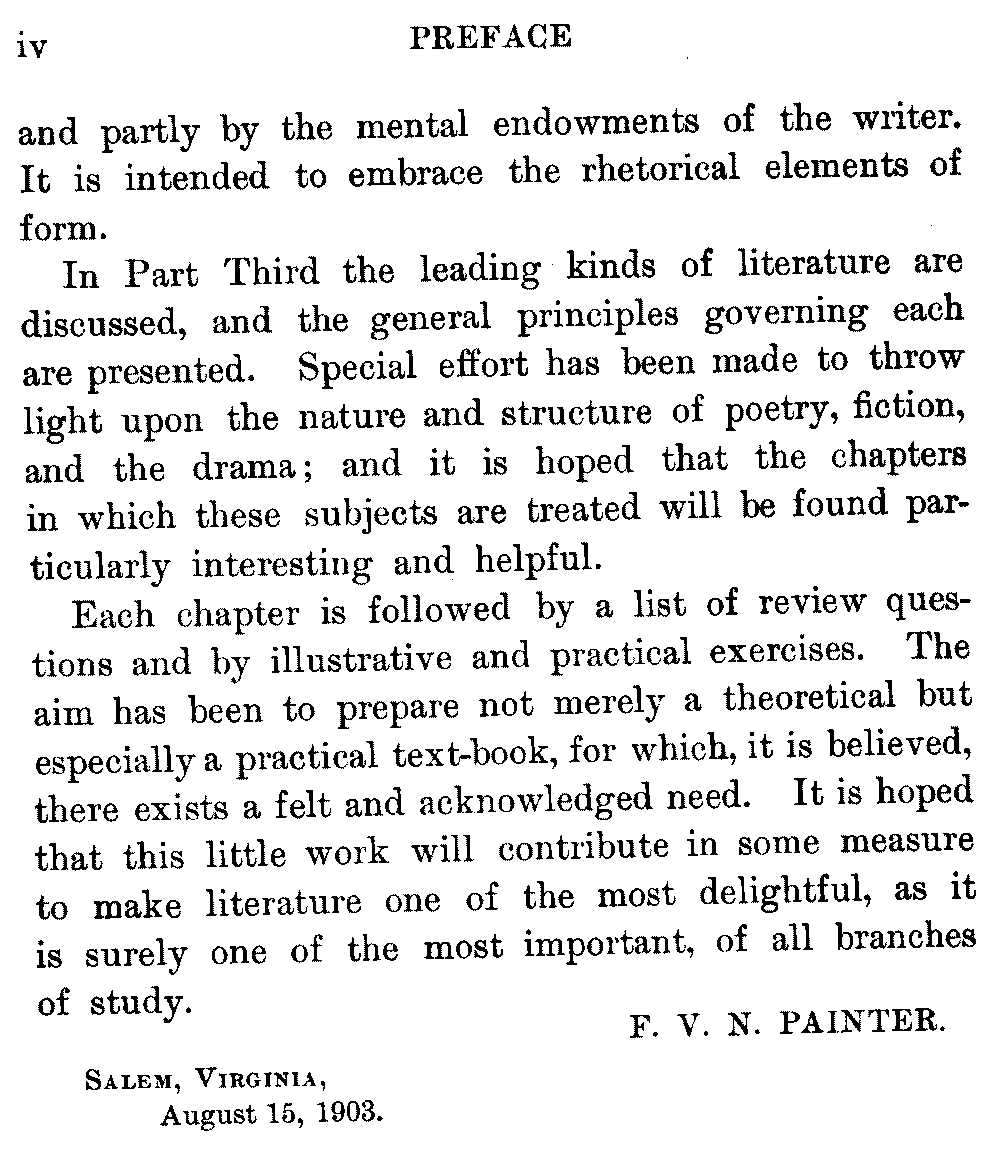 iv PREFACE
and partly by the mental endowments of the writer.
It is intended to embrace the rhetorical elements of
form.
In Part Third the leading kinds of literature are
discussed, and the general principles governing each
are presented. Special effort has been made to throw
light upon the nature and structure of poetry, fiction,
and the drama; and it is hoped that the chapters
in which these subjects are treated will be found par-
ticularly interesting and helpful.
Each chapter is followed by a list of review ques-
tions and by illustrative and practical exercises. The
aim has been to prepare not merely a theoretical but
especially a practical text-book, for which, it is believed,
there exists a felt and acknowledged need. It is hoped
that this little work will contribute in some measure
to make literature one of the most delightful, as it
is surely one of the most important, of all branches
of study.
F. V. N. PAINTER.
SALEM, VIRGINIA,
August 15, 1903.